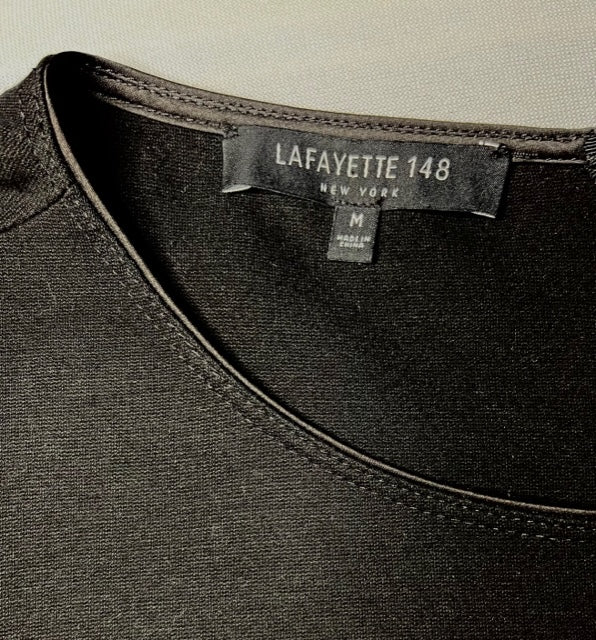 LAFAYETTE 148
NEW YORK
M
MADE IN
CHINA